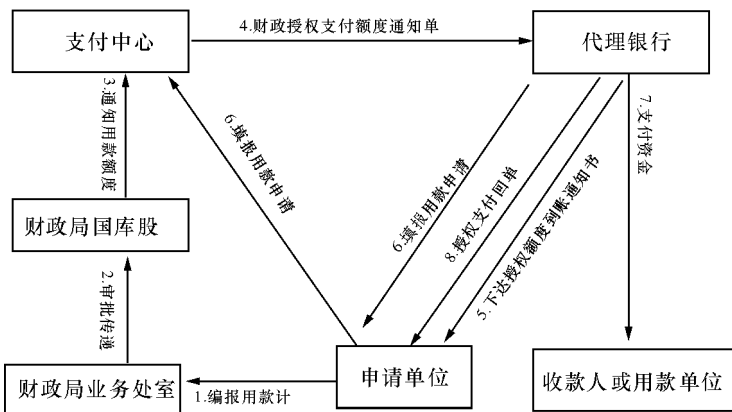 支付中心
4.财政授权支付额度通知单
代理银行
3.通知用款额度
6.填报用款申请
6.填报用款申请
8.授权支付回单
5.下达授权额度到账通知书
7.支付资金
财政局国库股
2.审批传递
财政局业务处室
1.编报用款计
申请单位
收款人或用款单位